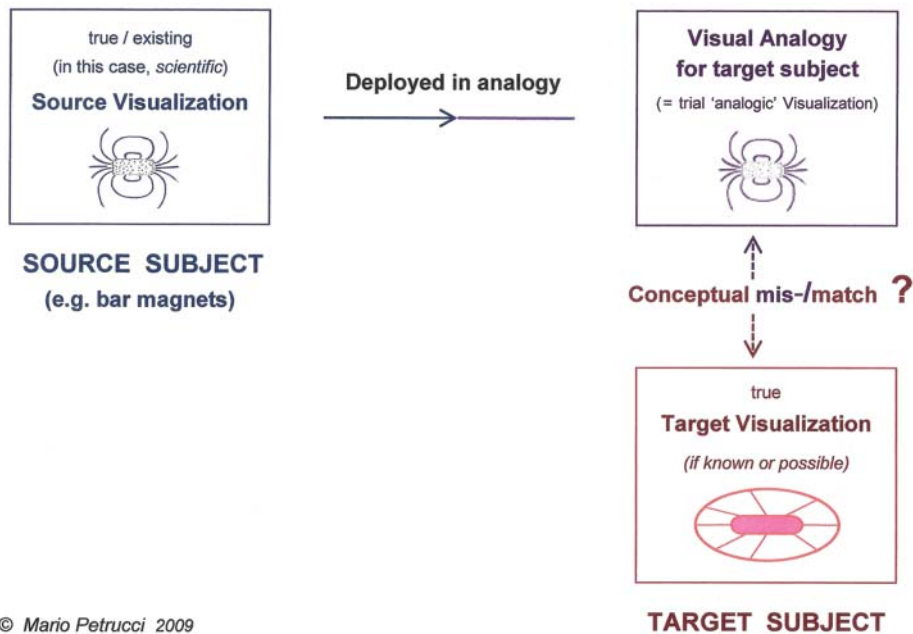 true / existing
(in this case, scientific)
Source Visualization
SOURCE SUBJECT
(e.g. bar magnets)
Deployed in analogy
Visual Analogy
for target subject
(= trial 'analogic' Visualization)
Conceptual mis-/match ?
true
Target Visualization
(if known or possible)
TARGET SUBJECT
© Mario Petrucci 2009